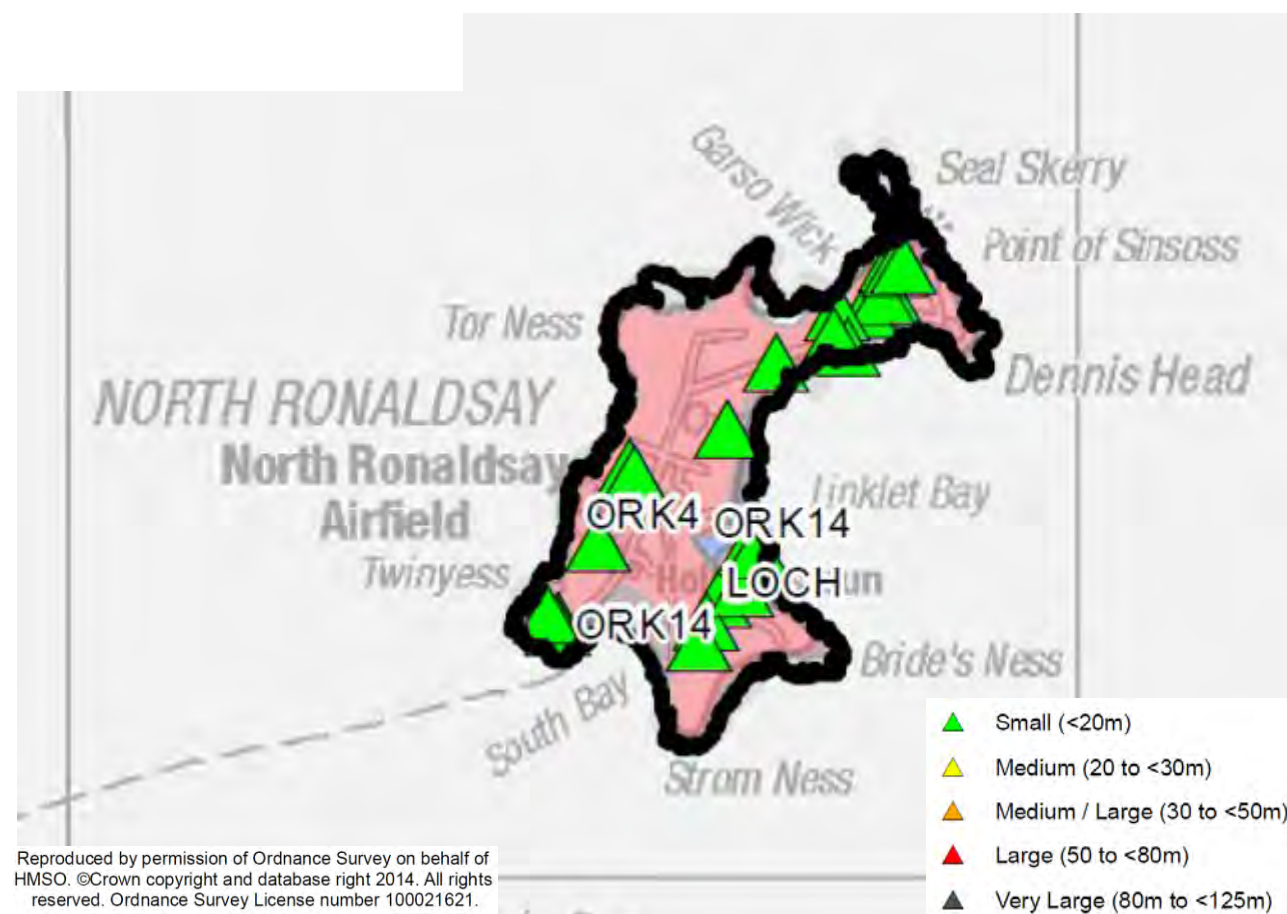 Garso Wick
Seal Skerry
Point of Sinsoss
Tor Ness
Dennis Head
NORTH RONALDSAY
North Ronaldsay
Airfield
Linklet Bay
ORK4
ORK14
Twinyess
LOCH
ORK14
Bride's Ness
South Bay
Strom Ness
Small (<20m)
Medium (20 to <30m)
Medium / Large (30 to <50m)
Large (50 to <80m)
Very Large (80m to <125m)
Reproduced by permission of Ordnance Survey on behalf of
HMSO. ©Crown copyright and database right 2014. All rights
reserved. Ordnance Survey License number 100021621.